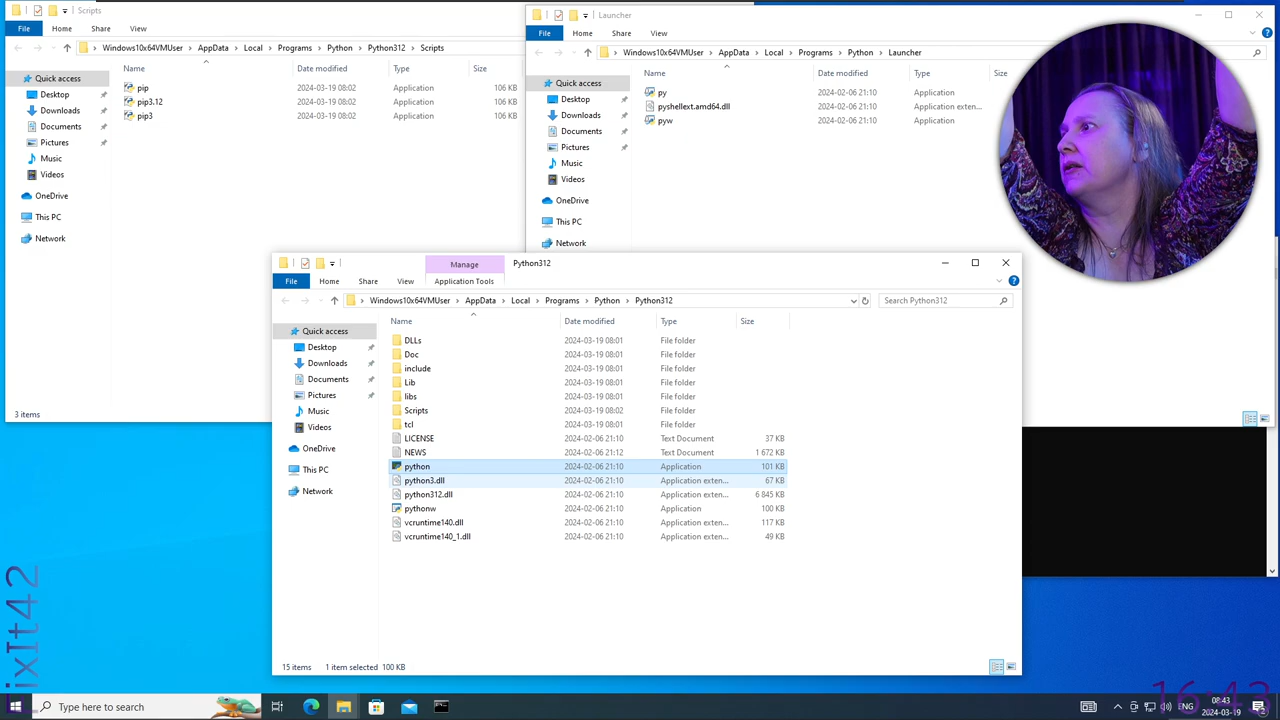 Scripts
File Home Share View
Windows10x64VMUser > AppData > Local > Programs > Python > Python312 > Scripts
Name Date modified Type Size
Quick access
Desktop
Downloads
Documents
Pictures
Music
Videos
OneDrive
This PC
Network
pip 2024-03-19 08:02 Application 106 KB
pip3.12 2024-03-19 08:02 Application 106 KB
pip3 2024-03-19 08:02 Application 106 KB
3 items
Launcher
File Home Share View
Windows10x64VMUser > AppData > Local > Programs > Python > Launcher
Name Date modified Type Size
Quick access
Desktop
Downloads
Documents
Pictures
Music
Videos
OneDrive
This PC
Network
py 2024-02-06 21:10 Application
pyshellext.amd64.dll 2024-02-06 21:10 Application exten...
pyw 2024-02-06 21:10 Application
Manage Python312
File Home Share View Application Tools
Windows10x64VMUser > AppData > Local > Programs > Python > Python312
Search Python312
Name Date modified Type Size
Quick access
Desktop
Downloads
Documents
Pictures
Music
Videos
OneDrive
This PC
Network
DLLs 2024-03-19 08:01 File folder
Doc 2024-03-19 08:01 File folder
include 2024-03-19 08:01 File folder
Lib 2024-03-19 08:01 File folder
libs 2024-03-19 08:01 File folder
Scripts 2024-03-19 08:02 File folder
tcl 2024-03-19 08:01 File folder
LICENSE 2024-02-06 21:10 Text Document 37 KB
NEWS 2024-02-06 21:12 Text Document 1 672 KB
python 2024-02-06 21:10 Application 101 KB
python3.dll 2024-02-06 21:10 Application exten... 67 KB
python312.dll 2024-02-06 21:10 Application exten... 6 845 KB
pythonw 2024-02-06 21:10 Application 100 KB
vcruntime140.dll 2024-02-06 21:10 Application exten... 117 KB
vcruntime140_1.dll 2024-02-06 21:10 Application exten... 49 KB
15 items 1 item selected 100 KB
Type here to search
ENG
08:43
2024-03-19